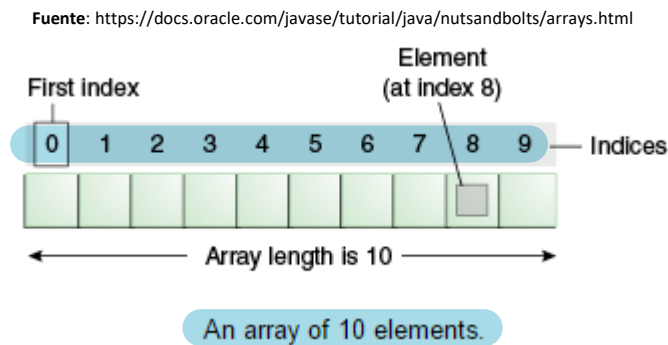 Fuente: https://docs.oracle.com/javase/tutorial/java/nutsandbolts/arrays.html
Element
(at index 8)
First index
0 1 2 3 4 5 6 7 8 9 Indices
Array length is 10
An array of 10 elements.